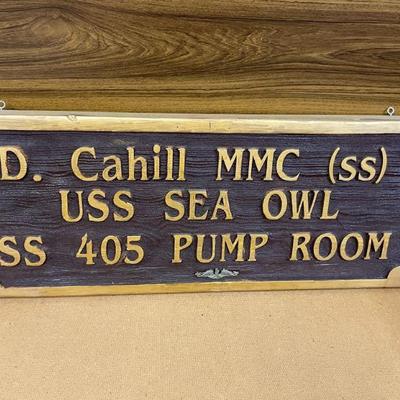 D. Cahill MMC (ss)
USS SEA OWL
SS 405 PUMP ROOM